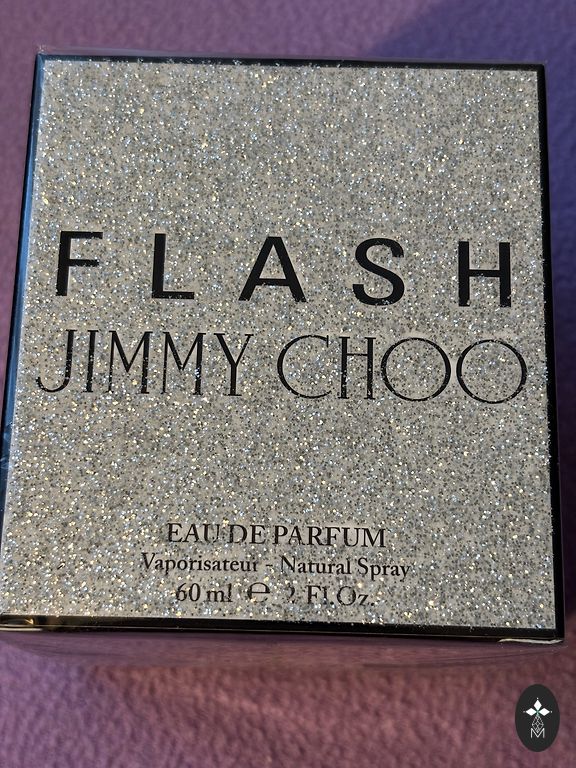 FLASH
JIMMY CHOO
EAU DE PARFUM
Vaporisateur - Natural Spray
60 ml ℮ 2 Fl.Oz.
M